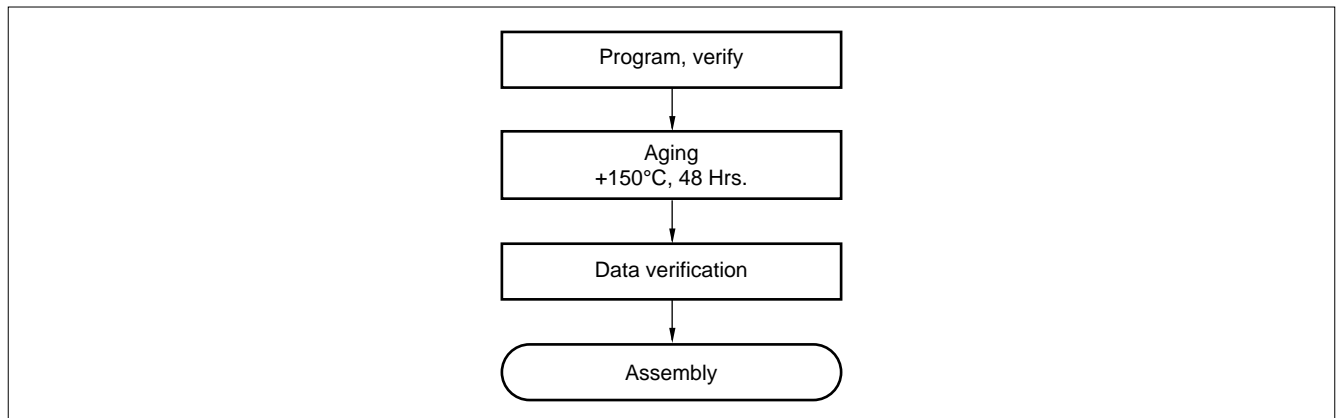 Program, verify
Aging
+150°C, 48 Hrs.
Data verification
Assembly